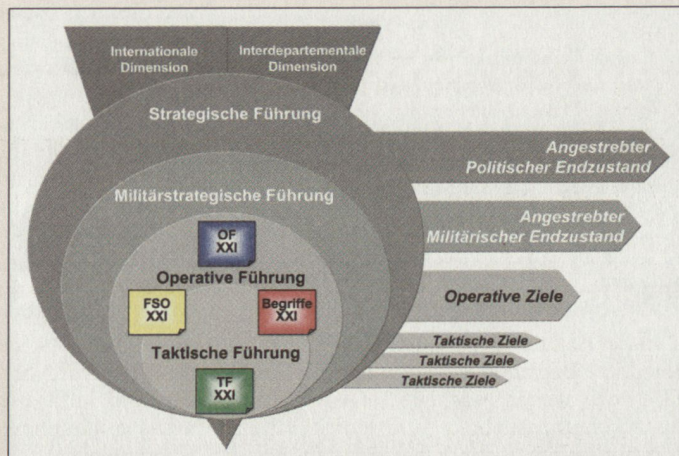 Internationale
Dimension
Interdepartementale
Dimension
Strategische Führung
Angestrebter
Politischer Endzustand
Militärstrategische Führung
Angestrebter
Militärischer Endzustand
OF
XXI
Operative Führung
Operative Ziele
FSO
XXI
Begriffe
XXI
Taktische Führung
Taktische Ziele
Taktische Ziele
Taktische Ziele
TF
XXI